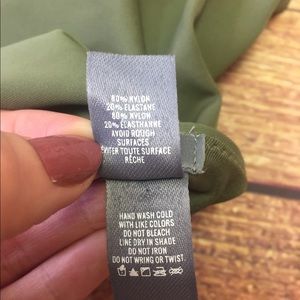 80% NYLON
20% ELASTANE
80% NYLON
20% ÉLASTHANNE
AVOID ROUGH
SURFACES
ÉVITER TOUTE SURFACE
RÊCHE
HAND WASH COLD
WITH LIKE COLORS
DO NOT BLEACH
LINE DRY IN SHADE
DO NOT IRON
DO NOT WRING OR TWIST